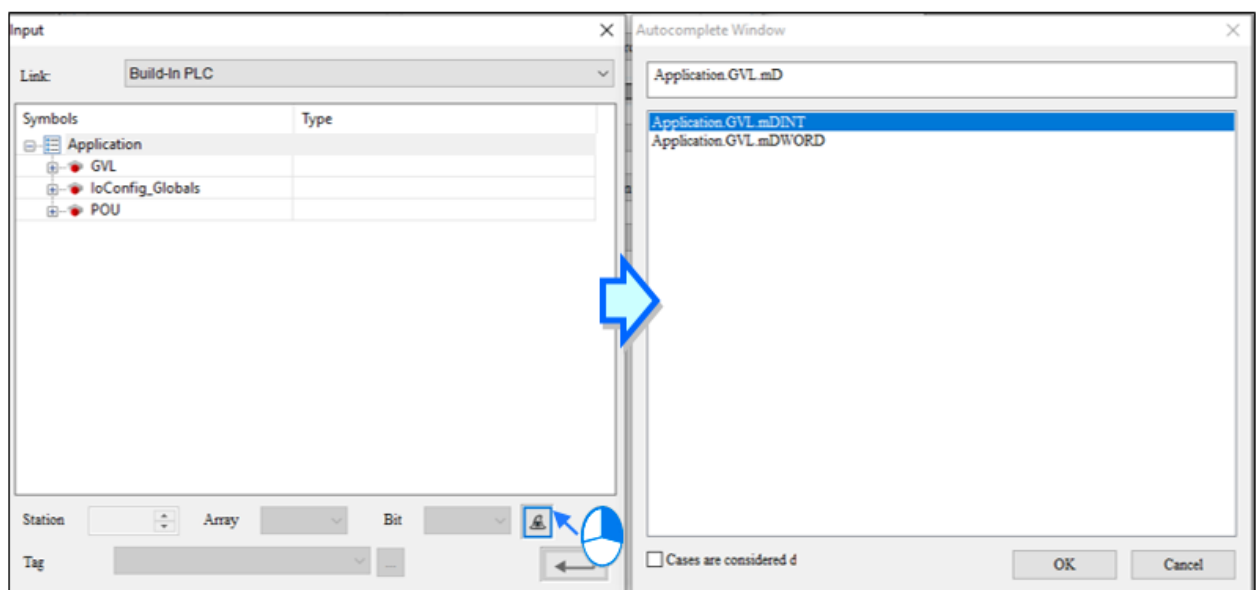 Input
Link:
Build-In PLC
Symbols
Type
Application
GVL
IoConfig_Globals
POU
Station
Array
Bit
Tag
...
Autocomplete Window
Application.GVL.mD
Application.GVL.mDINT
Application.GVL.mDWORD
Cases are considered d
OK
Cancel